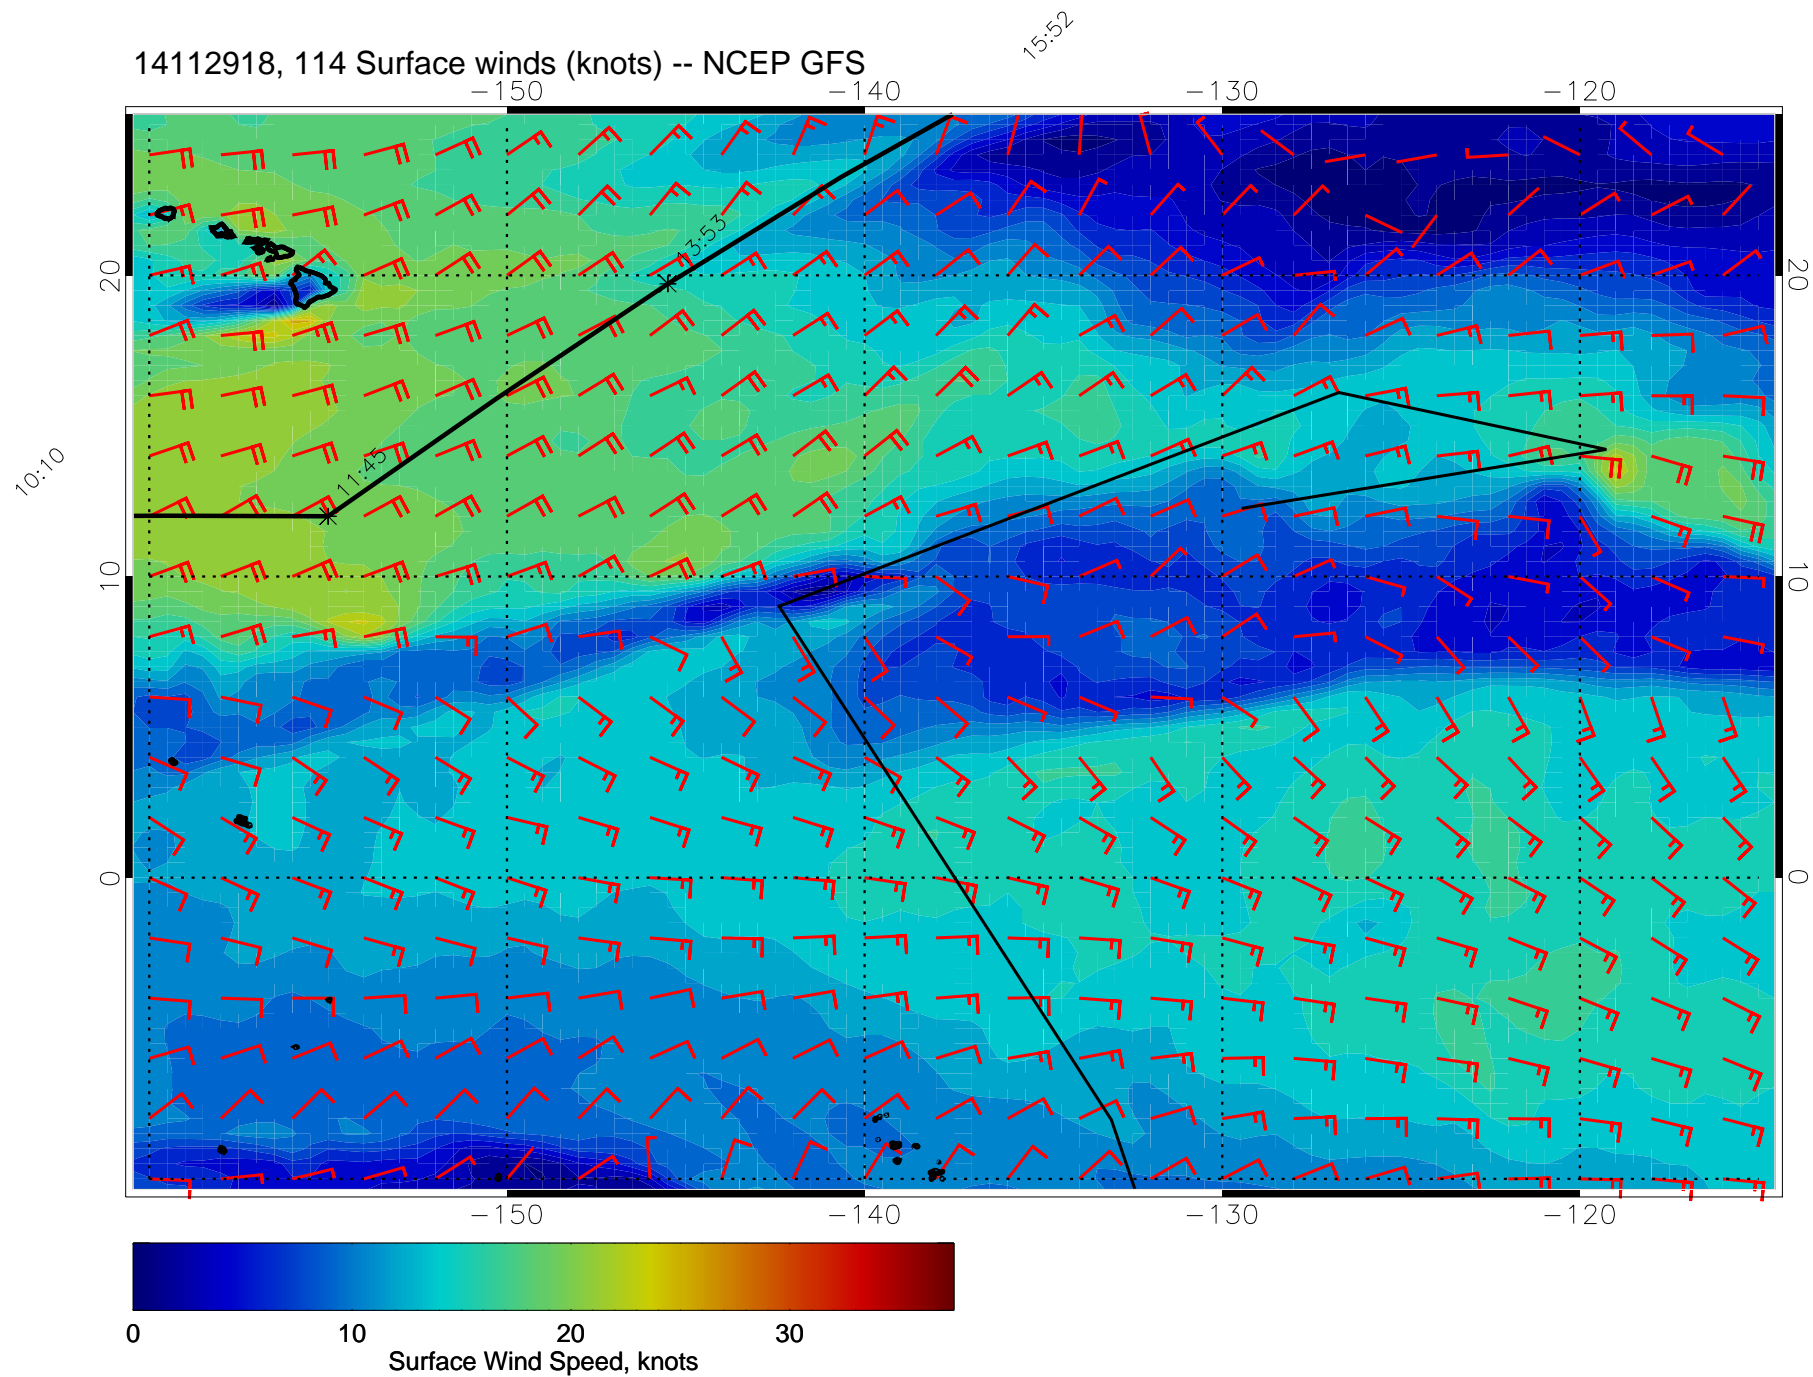 15:52
14112918, 114 Surface winds (knots) -- NCEP GFS
-150 -140 -130 -120
13:53
20 20
11:45
10:10
10 10
0 0
-150 -140 -130 -120
0 10 20 30
Surface Wind Speed, knots